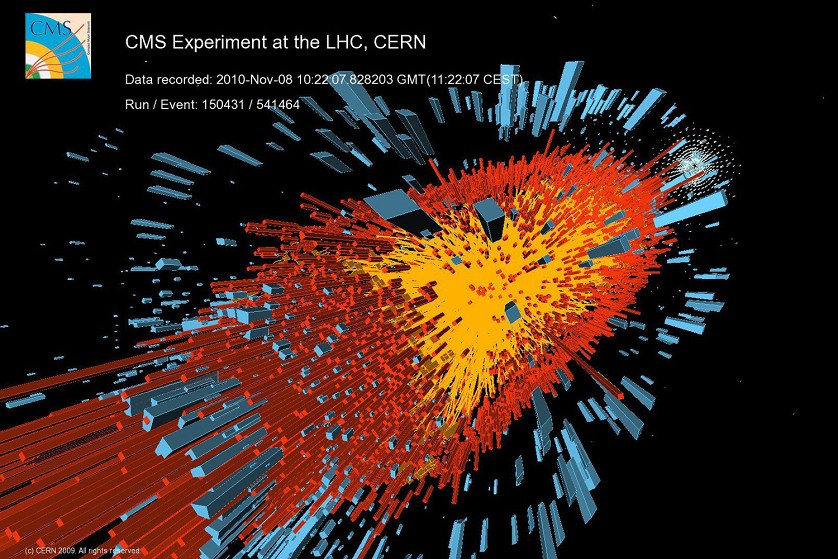 CMS
CMS Experiment at the LHC, CERN
Data recorded: 2010-Nov-08 10:22:07.828203 GMT(11:22:07 CEST)
Run / Event: 150431 / 541464
(c) CERN 2009. All rights reserved.